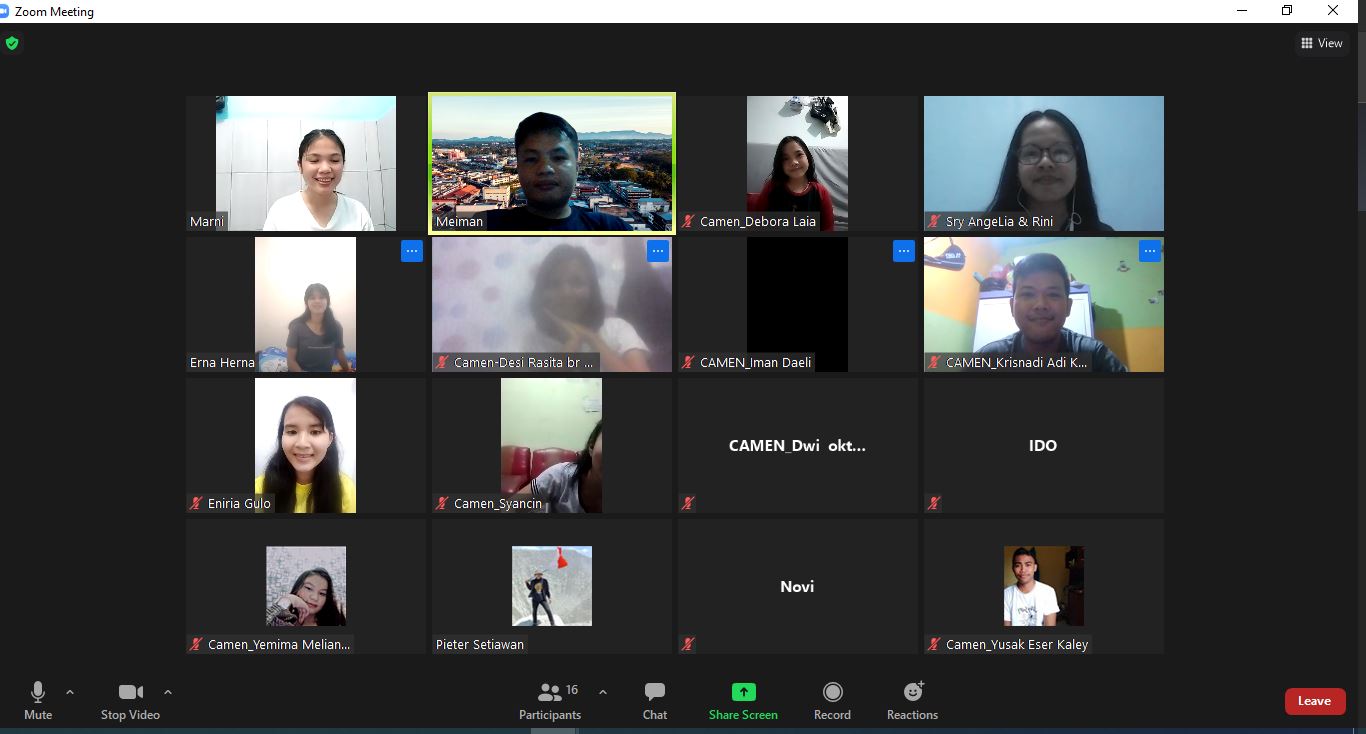 Zoom Meeting
View
Marni
Meiman
Camen_Debora Laia
Sry AngeLia & Rini
Erna Herna
Camen-Desi Rasita br ...
CAMEN_Iman Daeli
CAMEN_Krisnadi Adi K...
Eniria Gulo
Camen_Syancin
CAMEN_Dwi okt...
IDO
Camen_Yemima Melian...
Pieter Setiawan
Novi
Camen_Yusak Eser Kaley
Mute
Stop Video
Participants 16
Chat
Share Screen
Record
Reactions
Leave